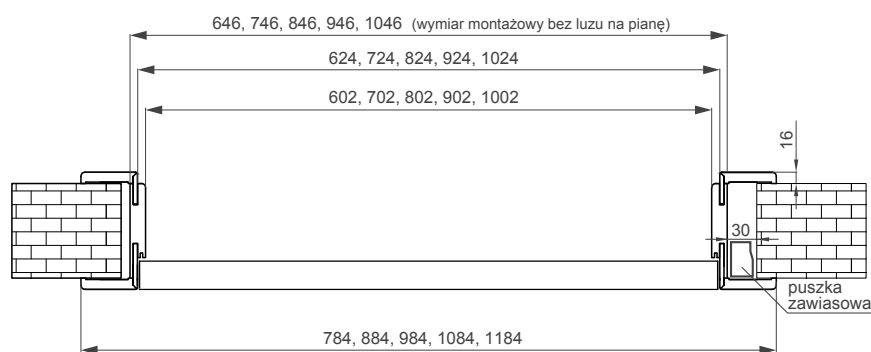 646, 746, 846, 946, 1046 (wymiar montażowy bez luzu na pianę)
624, 724, 824, 924, 1024
602, 702, 802, 902, 1002
16
30
puszka
zawiasowa
784, 884, 984, 1084, 1184